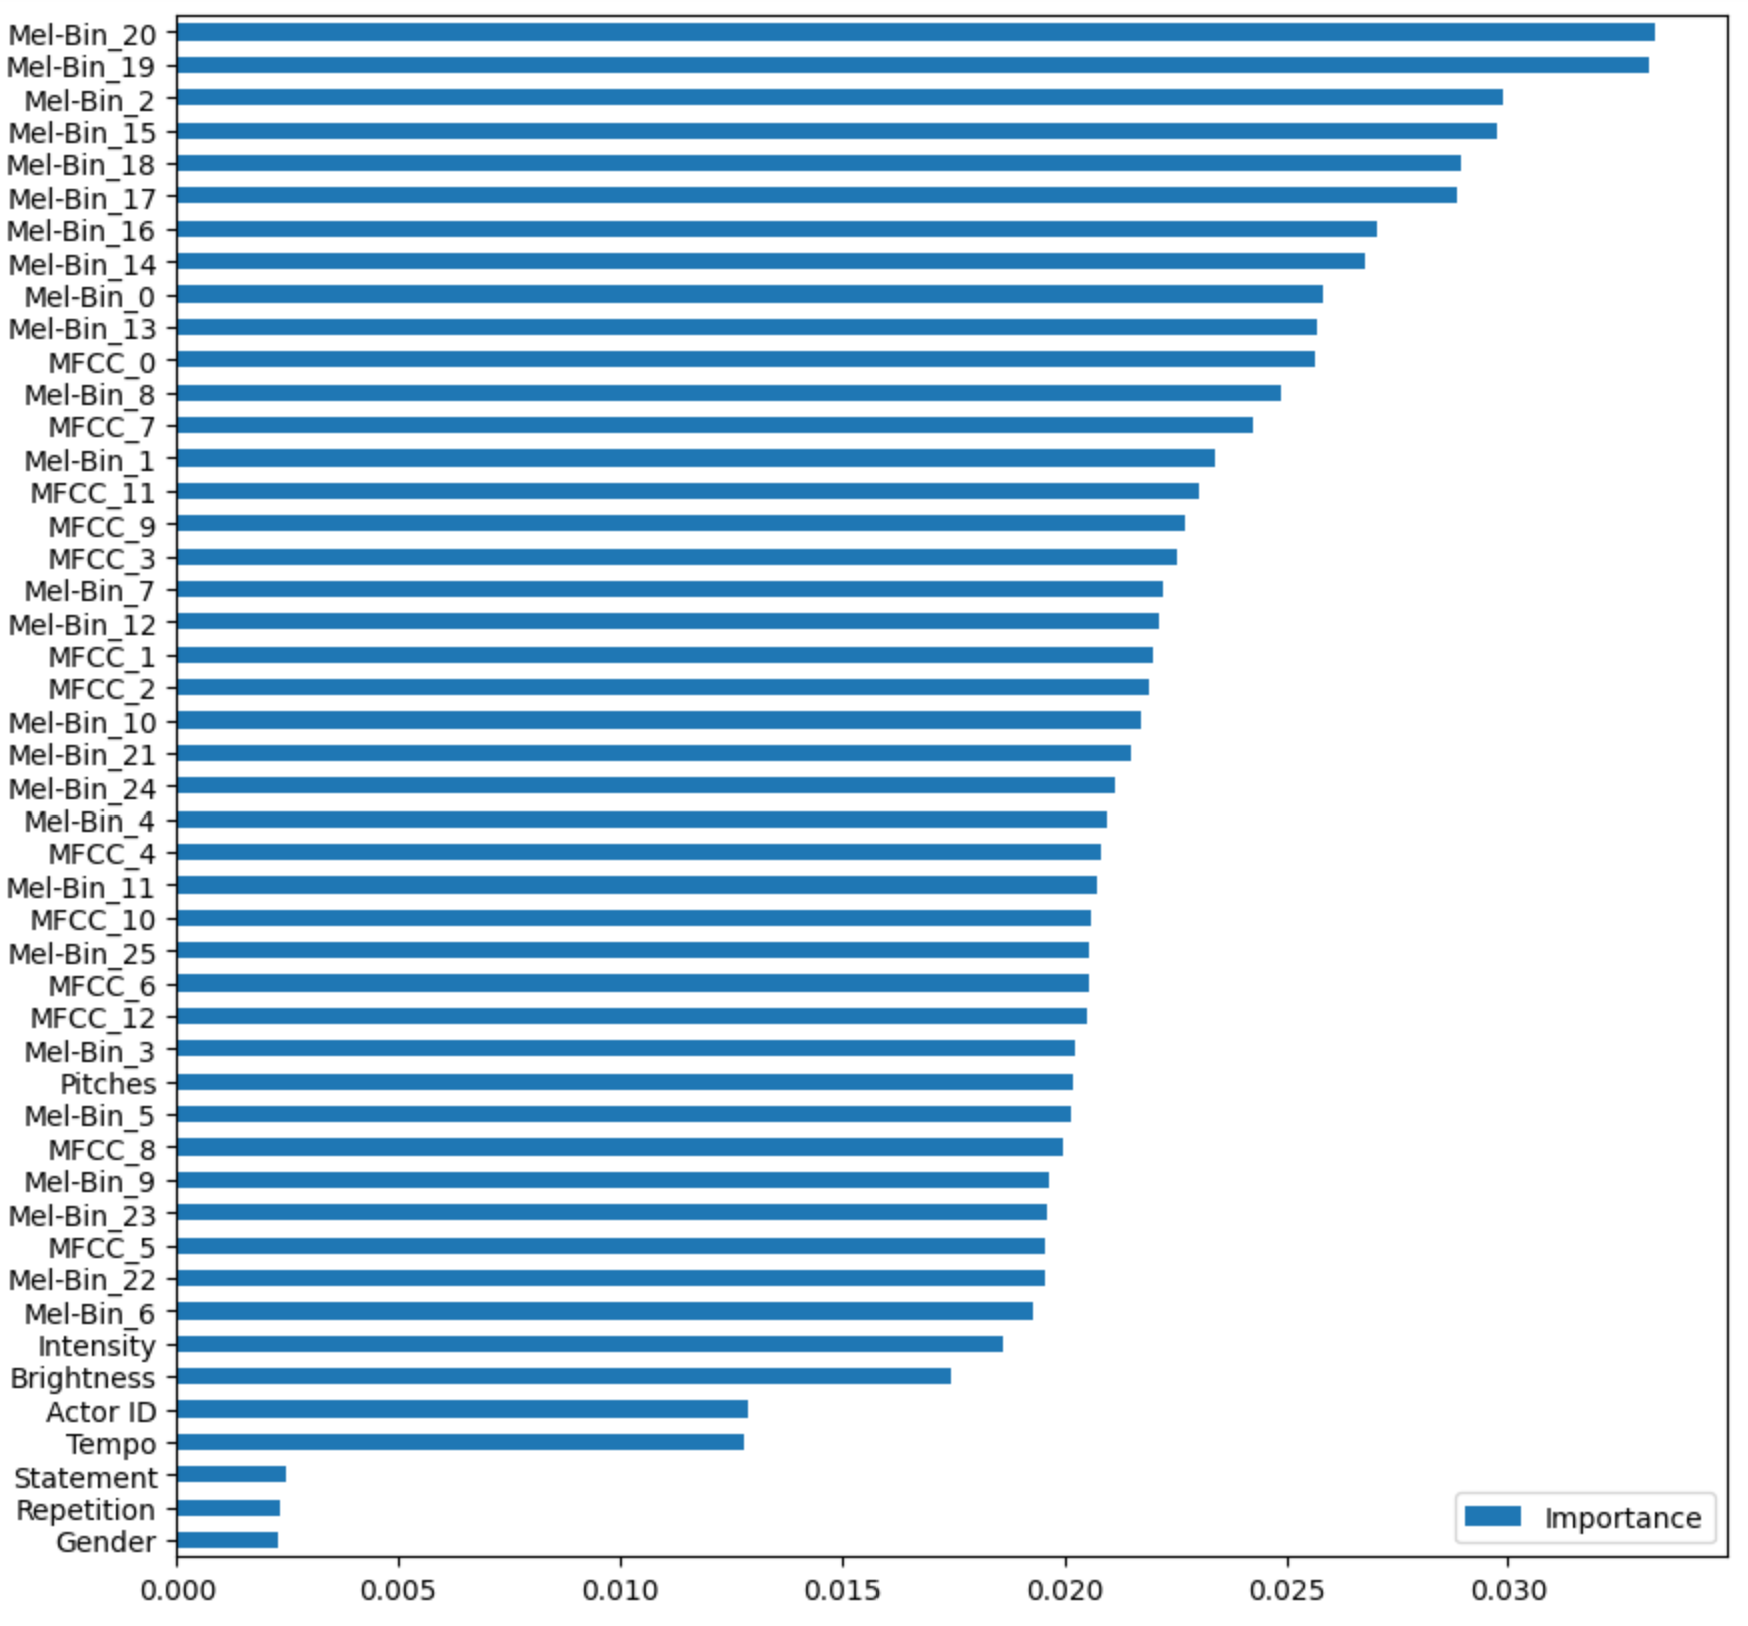 Mel-Bin_20
Mel-Bin_19
Mel-Bin_2
Mel-Bin_15
Mel-Bin_18
Mel-Bin_17
Mel-Bin_16
Mel-Bin_14
Mel-Bin_0
Mel-Bin_13
MFCC_0
Mel-Bin_8
MFCC_7
Mel-Bin_1
MFCC_11
MFCC_9
MFCC_3
Mel-Bin_7
Mel-Bin_12
MFCC_1
MFCC_2
Mel-Bin_10
Mel-Bin_21
Mel-Bin_24
Mel-Bin_4
MFCC_4
Mel-Bin_11
MFCC_10
Mel-Bin_25
MFCC_6
MFCC_12
Mel-Bin_3
Pitches
Mel-Bin_5
MFCC_8
Mel-Bin_9
Mel-Bin_23
MFCC_5
Mel-Bin_22
Mel-Bin_6
Intensity
Brightness
Actor ID
Tempo
Statement
Repetition
Gender
Importance
0.000 0.005 0.010 0.015 0.020 0.025 0.030